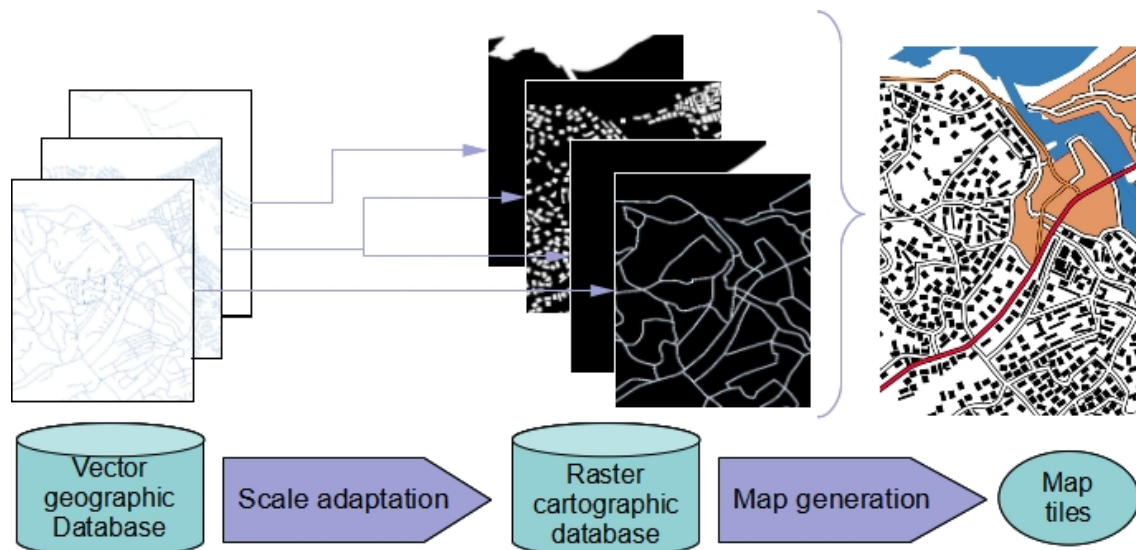 Vector
geographic
Database
Scale adaptation
Raster
cartographic
database
Map generation
Map
tiles